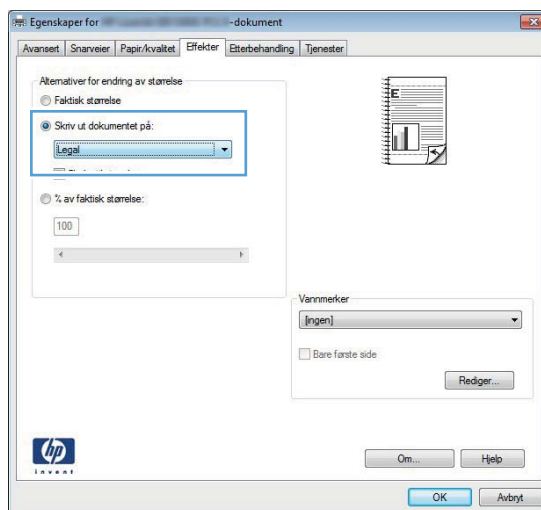 Egenskaper for -dokument
Avansert Snarveier Papir/kvalitet Effekter Etterbehandling Tjenester
Alternativer for endring av størrelse
Faktisk størrelse
Skriv ut dokumentet på:
Legal
% av faktisk størrelse:
100
E
Vannmerker
[ingen]
Bare første side
Rediger...
hp
invent
Om... Hjelp
OK Avbryt